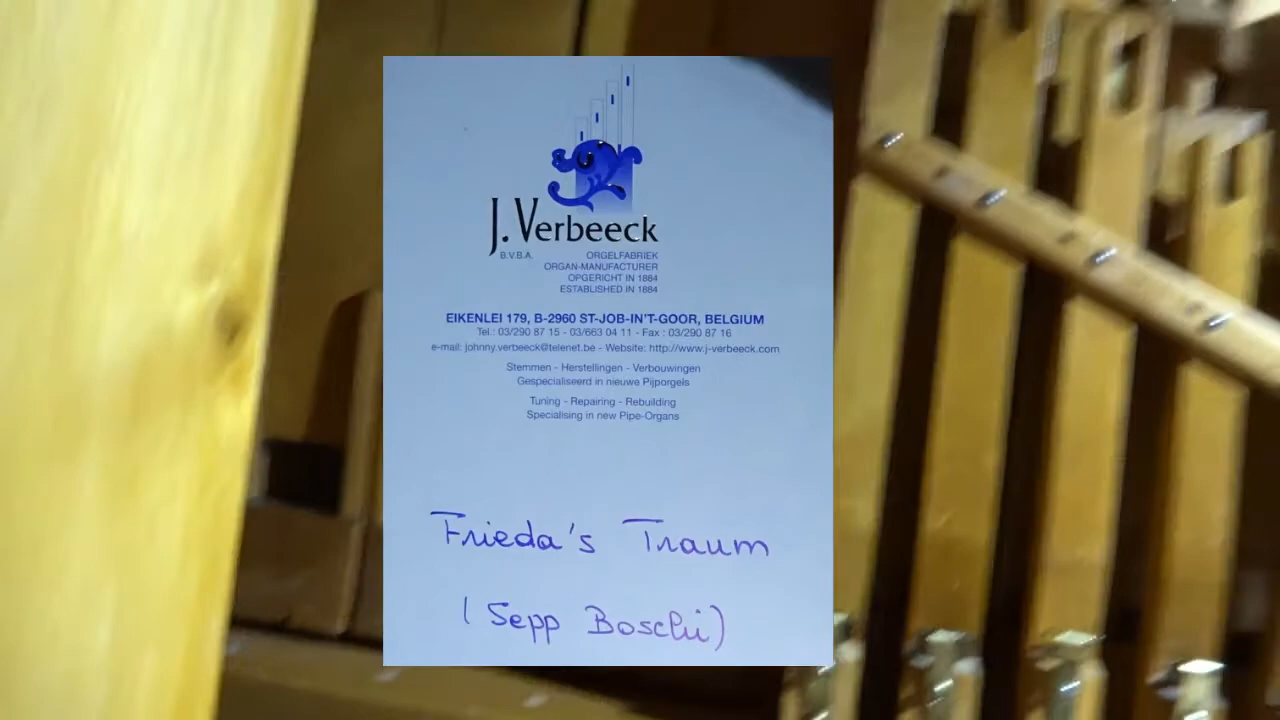 J. Verbeeck
B.V.B.A. ORGELFABRIEK
ORGAN-MANUFACTURER
OPGERICHT IN 1884
ESTABLISHED IN 1884
EIKENLEI 179, B-2960 ST-JOB-IN'T-GOOR, BELGIUM
Tel.: 03/290 87 15 - 03/663 04 11 - Fax : 03/290 87 16
e-mail: johnny.verbeeck@telenet.be - Website: http://www.j-verbeeck.com
Stemmen - Herstellingen - Verbouwingen
Gespecialiseerd in nieuwe Pijporgels
Tuning - Repairing - Rebuilding
Specialising in new Pipe-Organs
Frieda's Traum
(Sepp Boschi)